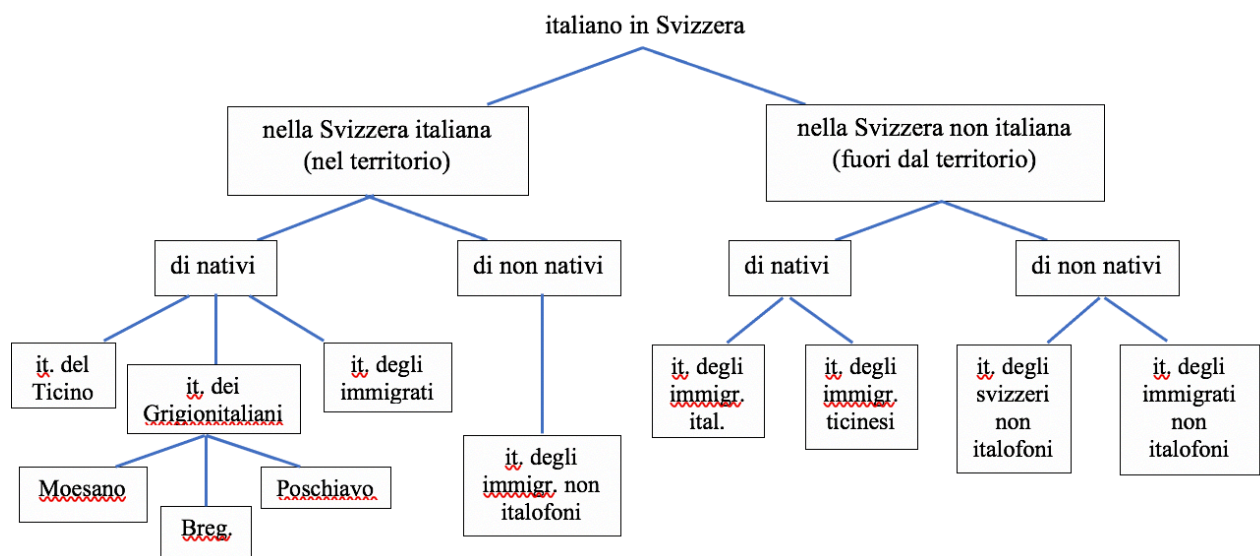 italiano in Svizzera
nella Svizzera italiana
(nel territorio)
nella Svizzera non italiana
(fuori dal territorio)
di nativi
di non nativi
di nativi
di non nativi
it. del
Ticino
it. dei
Grigionitaliani
it. degli
immigrati
it. degli
immigr.
ital.
it. degli
immigr.
ticinesi
it. degli
svizzeri
non
italofoni
it. degli
immigrati
non
italofoni
Moesano
Breg.
Poschiavo
it. degli
immigr. non
italofoni